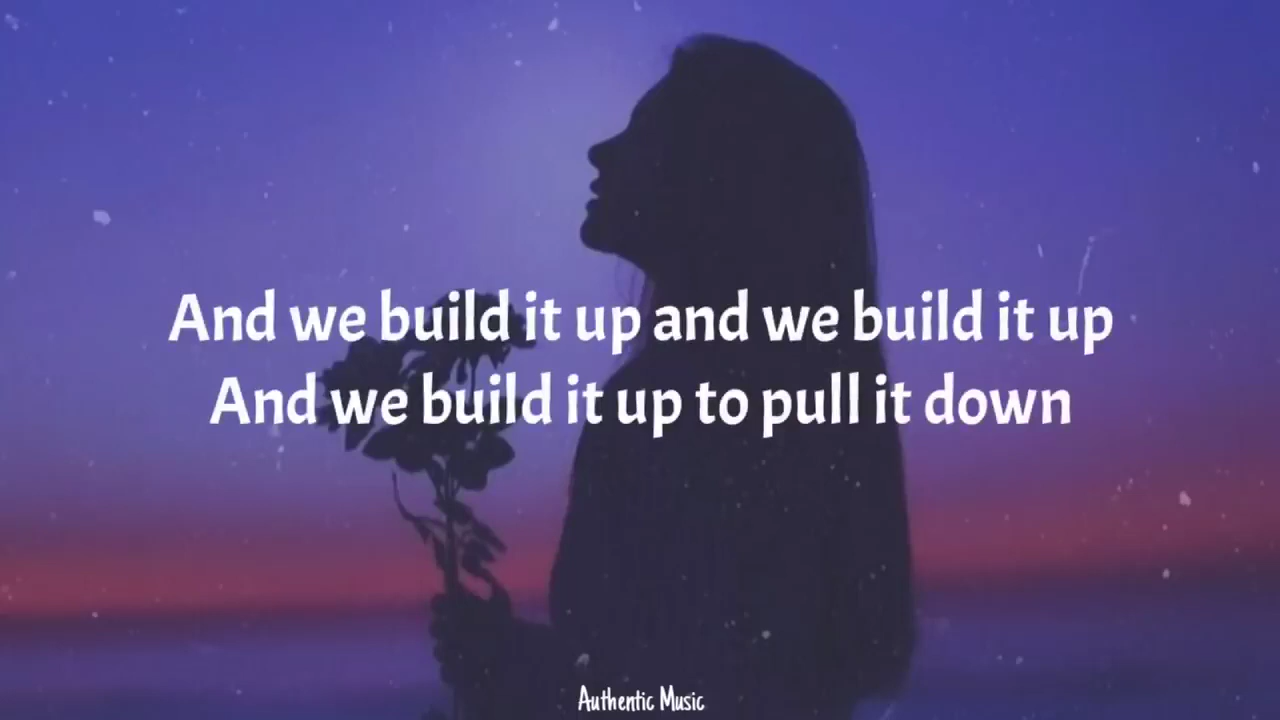 And we build it up and we build it up
And we build it up to pull it down
Authentic Music